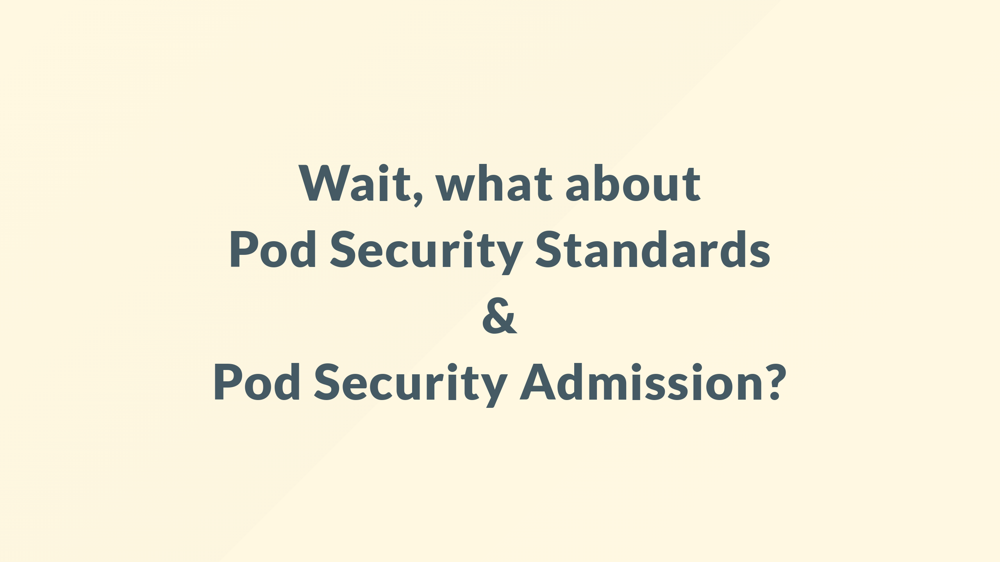 Wait, what about
Pod Security Standards
&
Pod Security Admission?